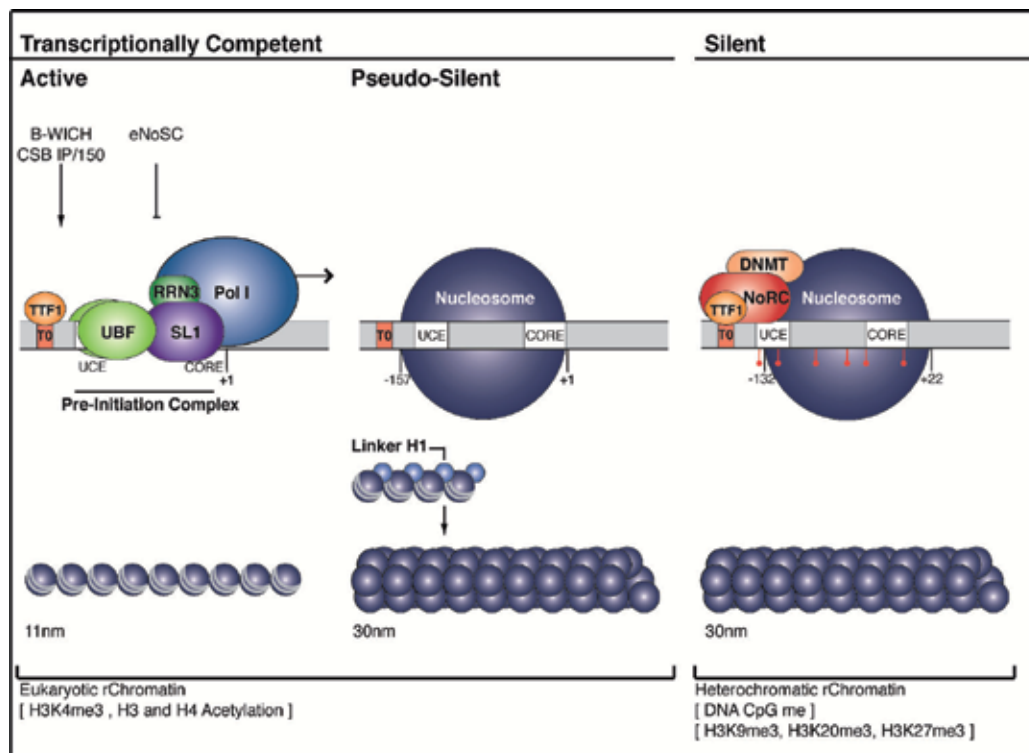 Transcriptionally Competent
Silent
Active
Pseudo-Silent
B-WICH
CSB IP/150
eNoSC
TTF1
T0
UBF
RRN3
SL1
Pol I
UCE
CORE
+1
Pre-Initiation Complex
Nucleosome
T0
UCE
CORE
-157
+1
DNMT
NoRC
Nucleosome
TTF1
T0
UCE
CORE
-132
+22
Linker H1
11nm
30nm
30nm
Eukaryotic rChromatin
[ H3K4me3 , H3 and H4 Acetylation ]
Heterochromatic rChromatin
[ DNA CpG me ]
[ H3K9me3, H3K20me3, H3K27me3 ]